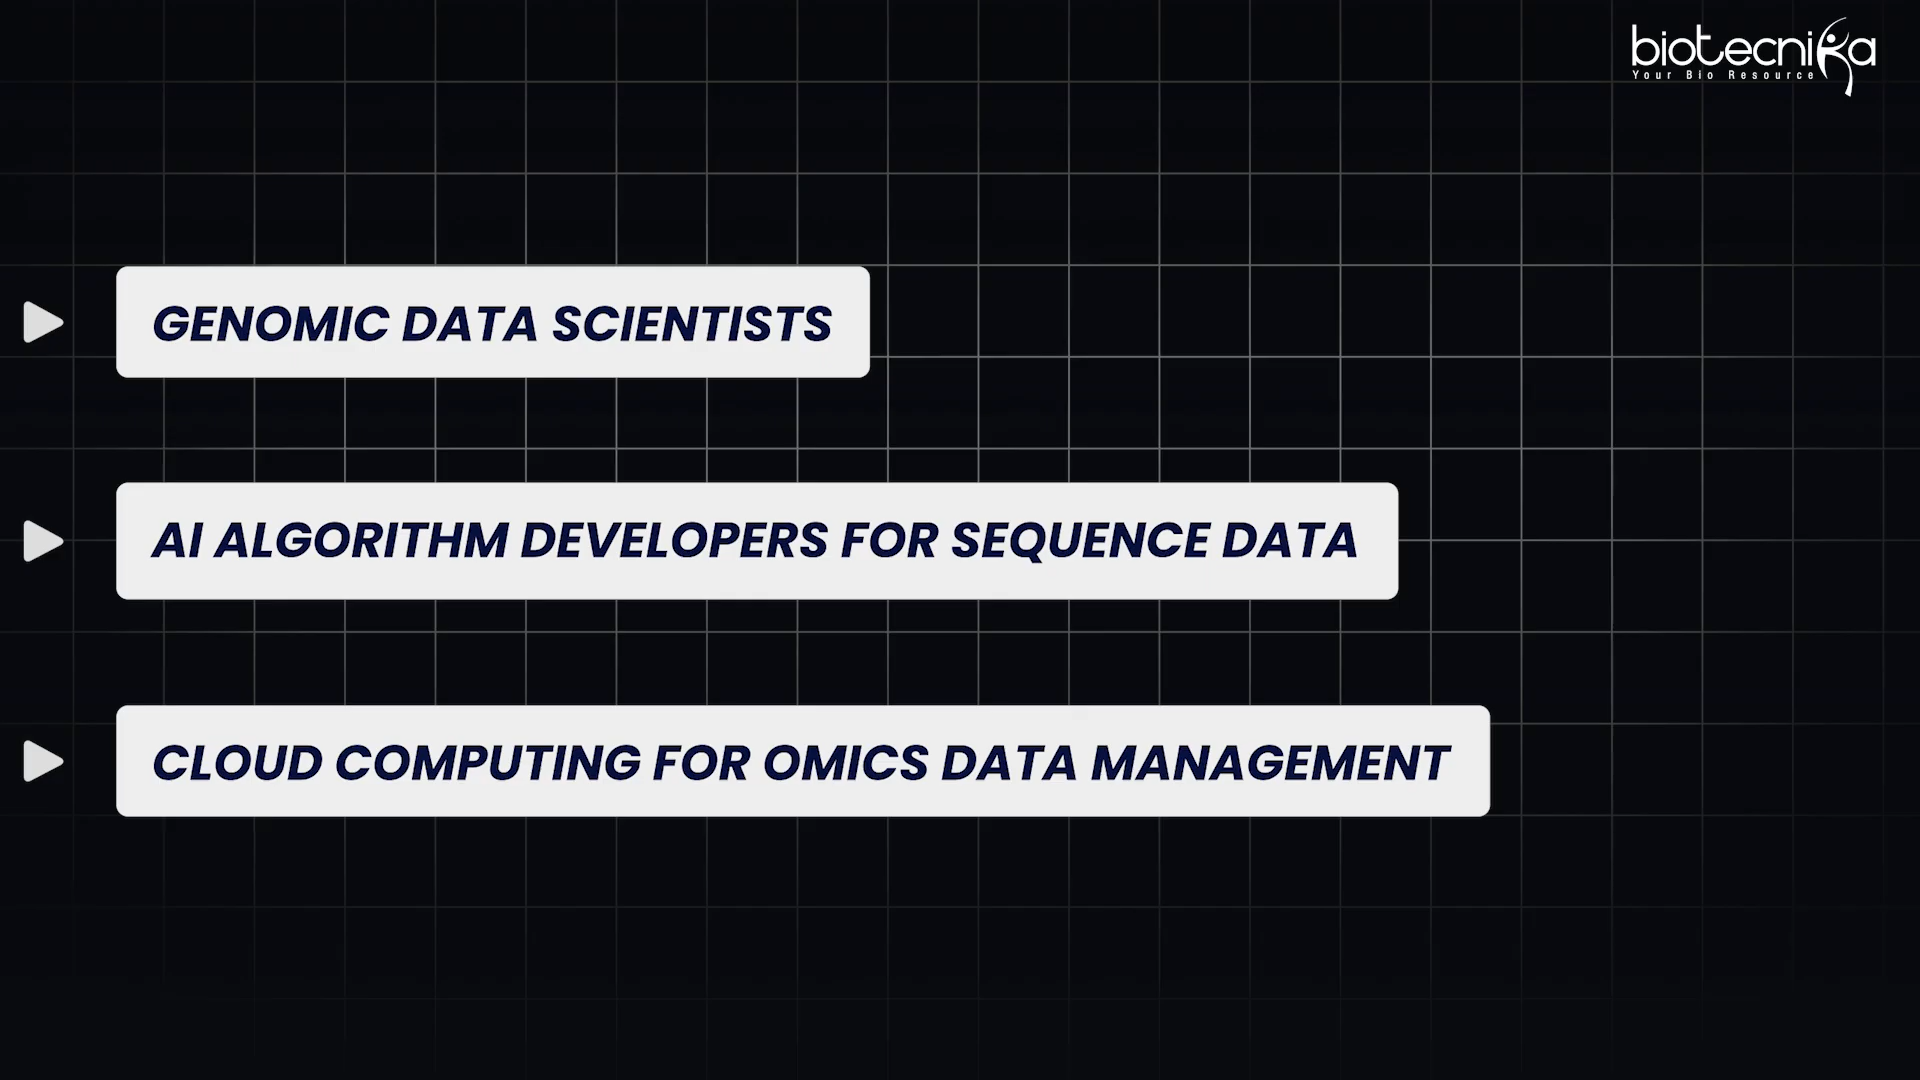 biotecnika
Your Bio Resource
GENOMIC DATA SCIENTISTS
AI ALGORITHM DEVELOPERS FOR SEQUENCE DATA
CLOUD COMPUTING FOR OMICS DATA MANAGEMENT